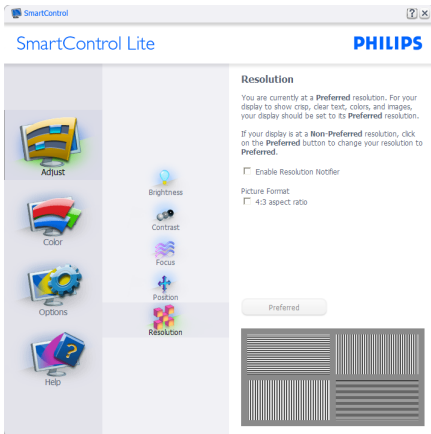 SmartControl
SmartControl Lite
PHILIPS
Adjust
Color
Options
Help
Brightness
Contrast
Focus
Position
Resolution
Resolution
You are currently at a Preferred resolution. For your
display to show crisp, clear text, colors, and images,
your display should be set to its Preferred resolution.
If your display is at a Non-Preferred resolution, click
on the Preferred button to change your resolution to
Preferred.
Enable Resolution Notifier
Picture Format
4:3 aspect ratio
Preferred